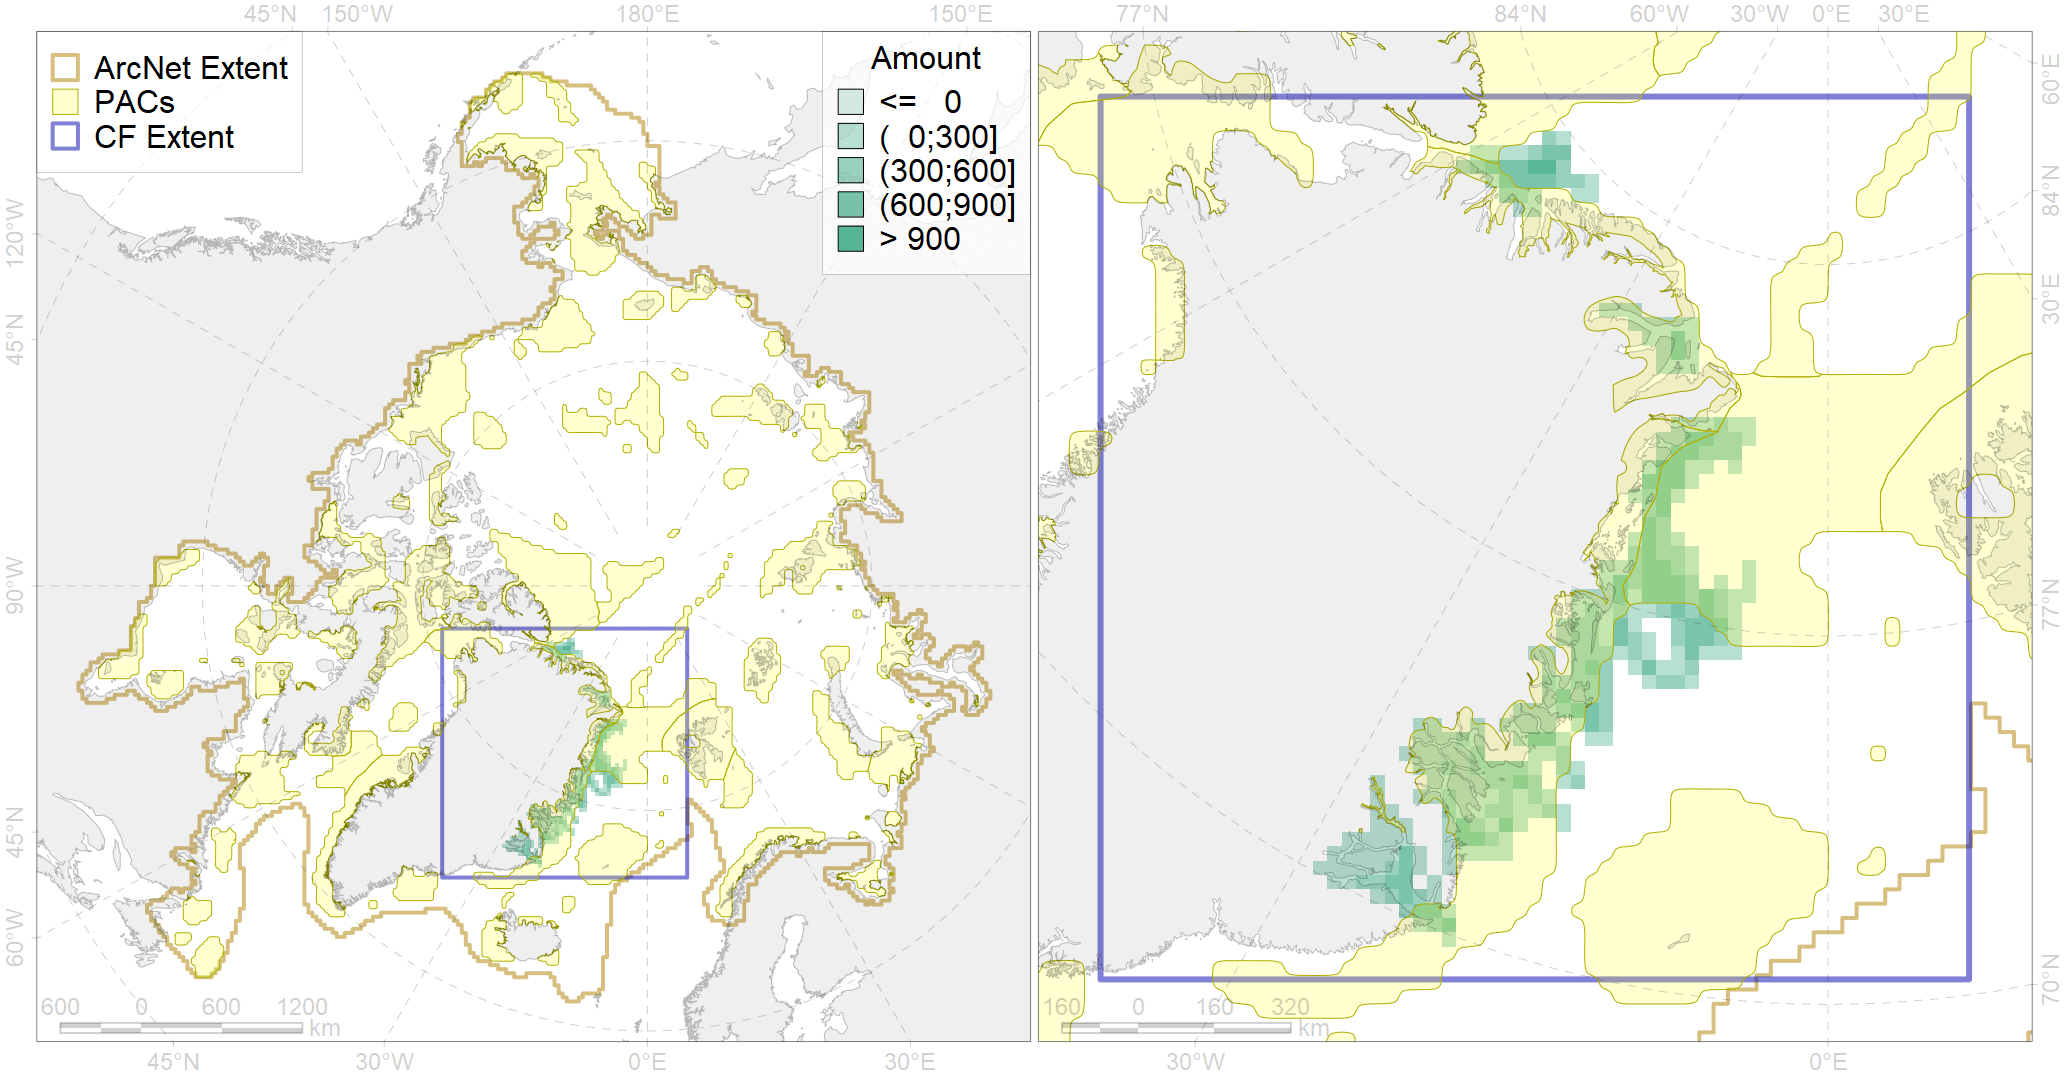 45°N 150°W 180°E 150°E 77°N 84°N 60°W 30°W 0°E 30°E
ArcNet Extent
PACs
CF Extent
Amount
<= 0
( 0;300]
(300;600]
(600;900]
> 900
120°W
45°N
90°W
45°N
60°W
60°E
84°N
30°E
77°N
70°N
600 0 600 1200
km
160 0 160 320
km
45°N 30°W 0°E 30°E 30°W 0°E